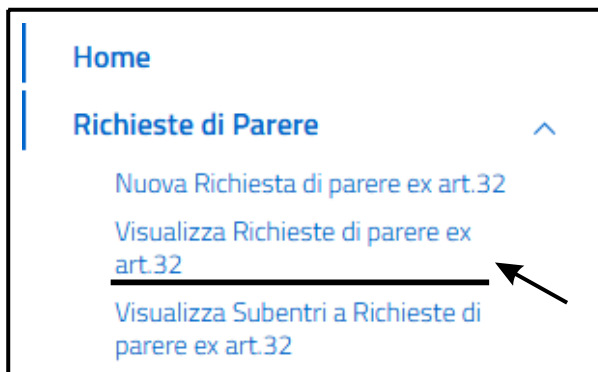 Home
Richieste di Parere
Nuova Richiesta di parere ex art.32
Visualizza Richieste di parere ex
art.32
Visualizza Subentri a Richieste di
parere ex art.32